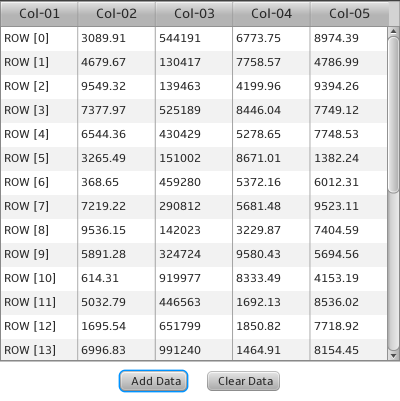 Col-01 Col-02 Col-03 Col-04 Col-05
ROW [0] 3089.91 544191 6773.75 8974.39
ROW [1] 4679.67 130417 7758.57 4786.99
ROW [2] 9549.32 139463 4199.96 9394.26
ROW [3] 7377.97 525189 8446.04 7749.12
ROW [4] 6544.36 430429 5278.65 7748.53
ROW [5] 3265.49 151002 8671.01 1382.24
ROW [6] 368.65 459280 5372.16 6012.31
ROW [7] 7219.22 290812 5681.48 9523.11
ROW [8] 9536.15 142023 3229.87 7404.59
ROW [9] 5891.28 324724 9580.43 5694.56
ROW [10] 614.31 919977 8333.49 4153.19
ROW [11] 5032.79 446563 1692.13 8536.02
ROW [12] 1695.54 651799 1850.82 7718.92
ROW [13] 6996.83 991240 1464.91 8154.45
Add Data Clear Data